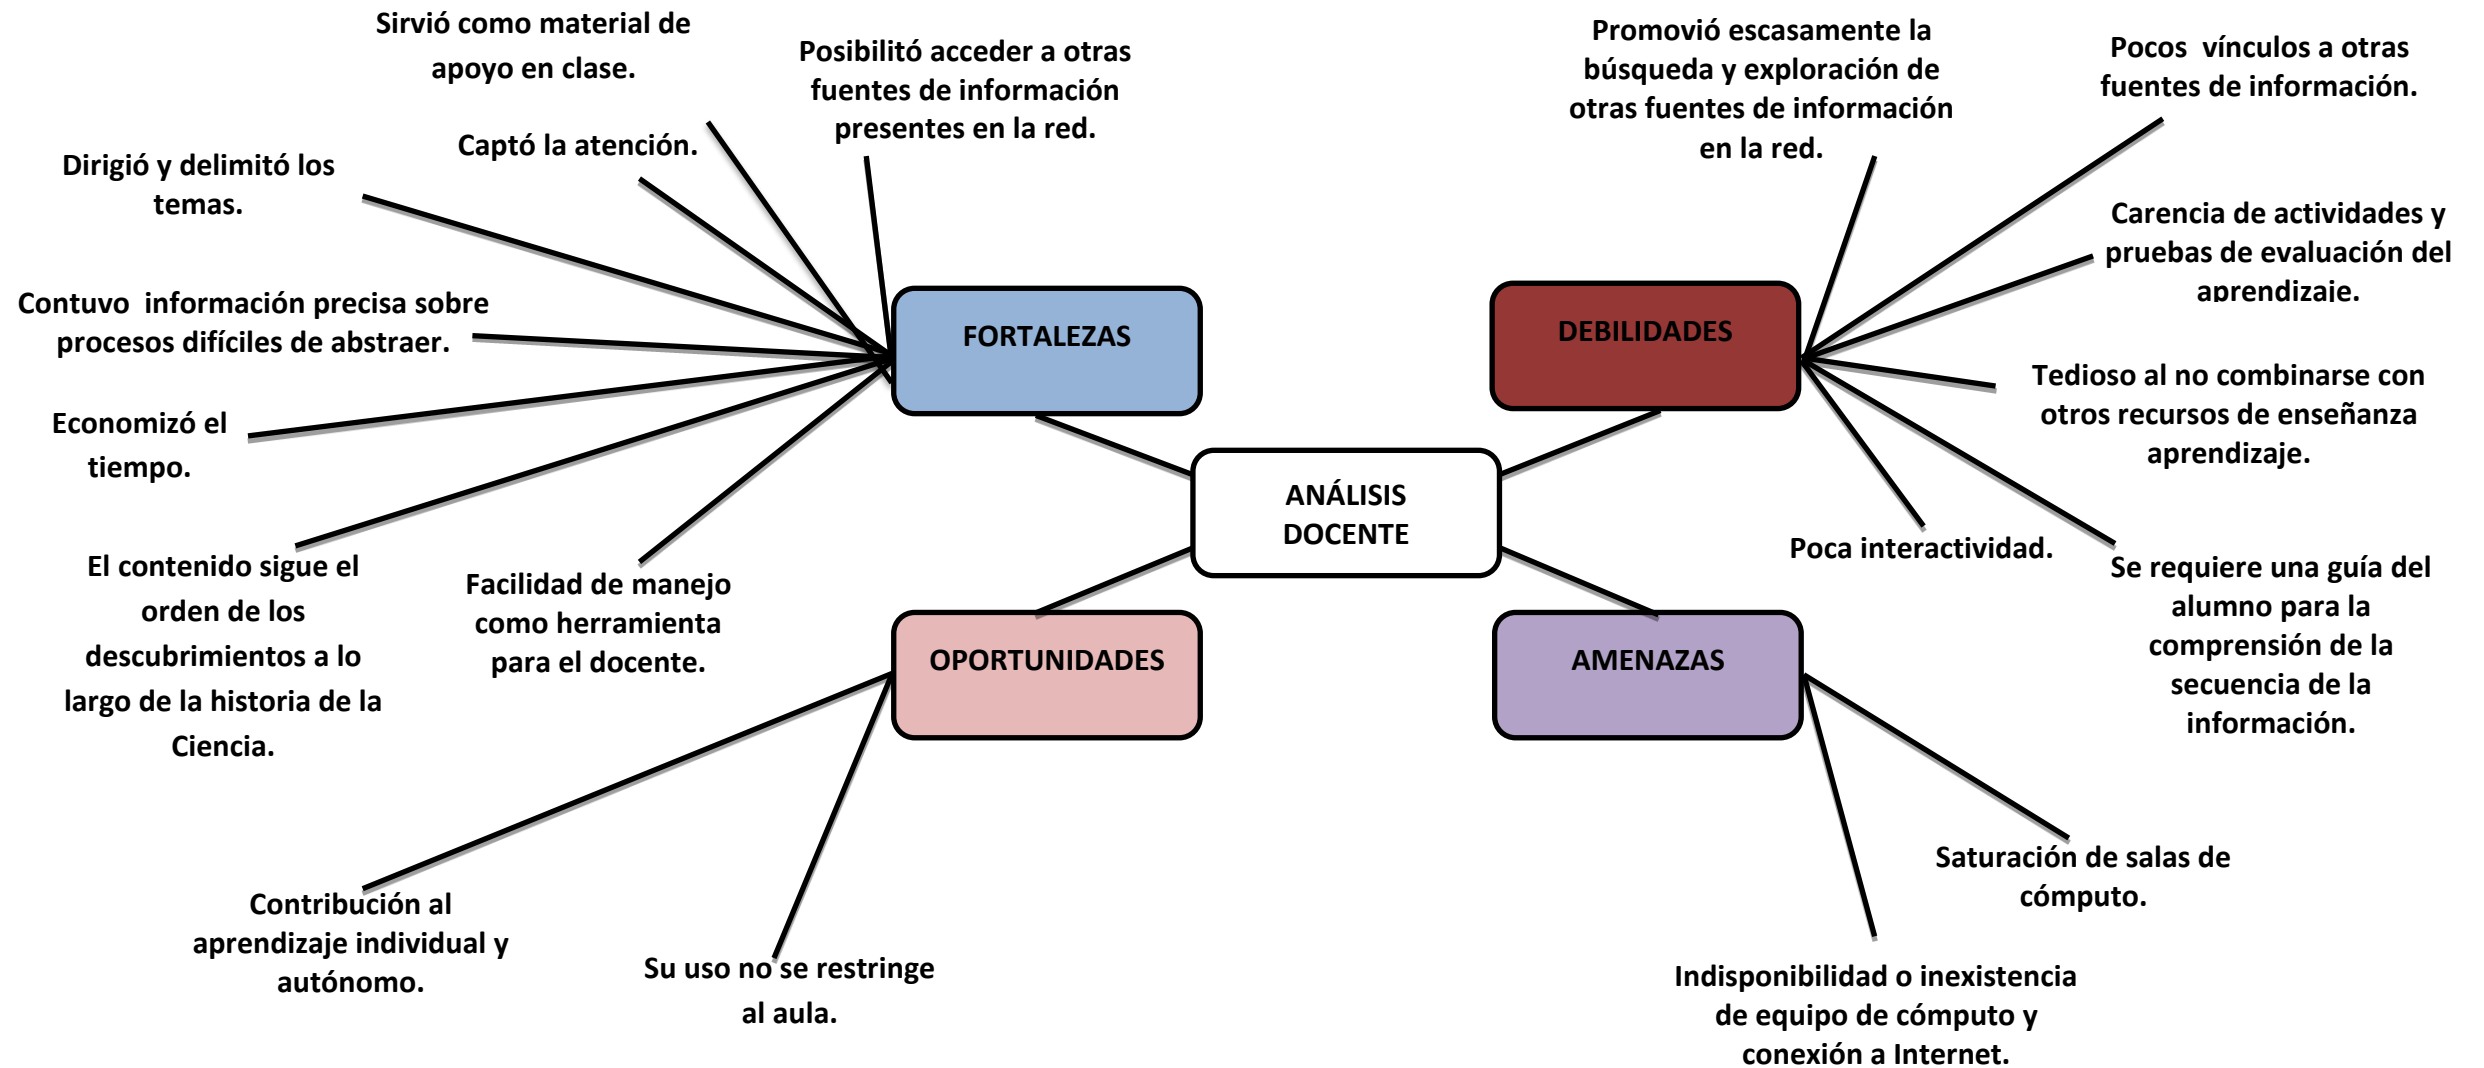 Sirvió como material de
apoyo en clase.
Posibilitó acceder a otras
fuentes de información
presentes en la red.
Captó la atención.
Dirigió y delimitó los
temas.
Contuvo información precisa sobre
procesos difíciles de abstraer.
Economizó el
tiempo.
El contenido sigue el
orden de los
descubrimientos a lo
largo de la historia de la
Ciencia.
Facilidad de manejo
como herramienta
para el docente.
FORTALEZAS
Promovió escasamente la
búsqueda y exploración de
otras fuentes de información
en la red.
Pocos vínculos a otras
fuentes de información.
Carencia de actividades y
pruebas de evaluación del
aprendizaje.
Tedioso al no combinarse con
otros recursos de enseñanza
aprendizaje.
Poca interactividad.
Se requiere una guía del
alumno para la
comprensión de la
secuencia de la
información.
DEBILIDADES
ANÁLISIS
DOCENTE
OPORTUNIDADES
Contribución al
aprendizaje individual y
autónomo.
Su uso no se restringe
al aula.
AMENAZAS
Saturación de salas de
cómputo.
Indisponibilidad o inexistencia
de equipo de cómputo y
conexión a Internet.